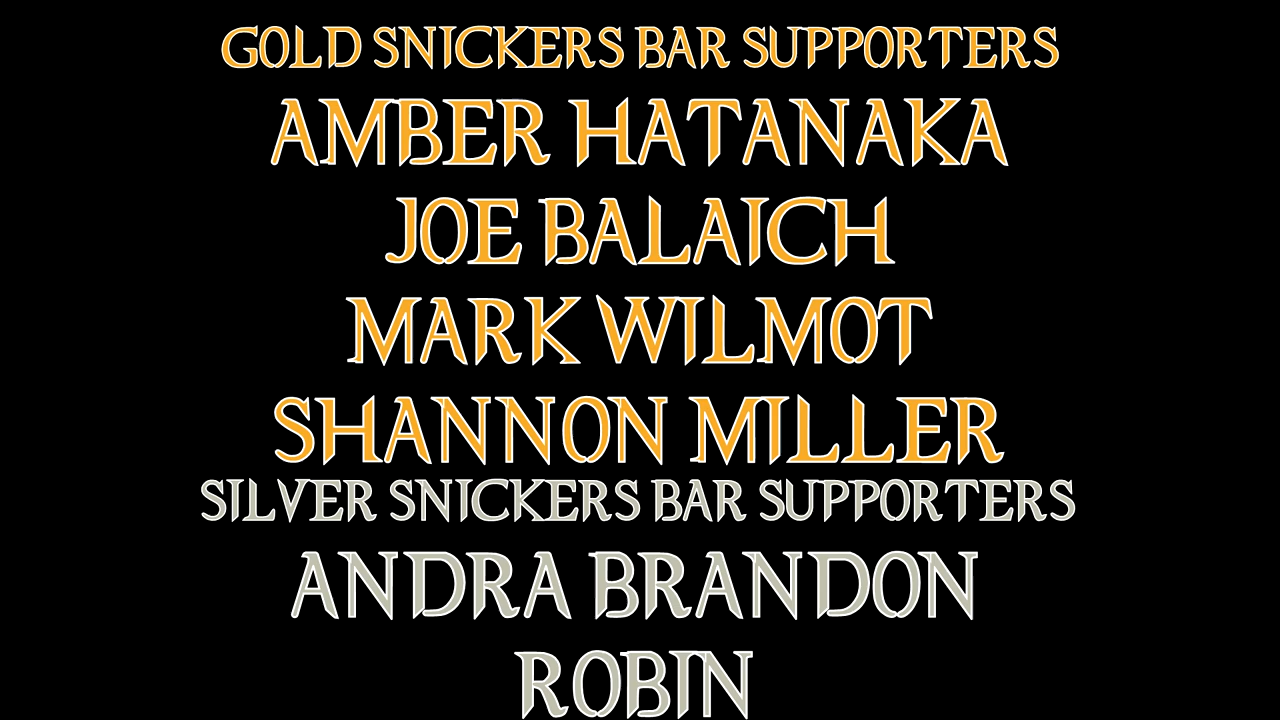 GOLD SNICKERS BAR SUPPORTERS
AMBER HATANAKA
JOE BALAICH
MARK WILMOT
SHANNON MILLER
SILVER SNICKERS BAR SUPPORTERS
ANDRA BRANDON
ROBIN